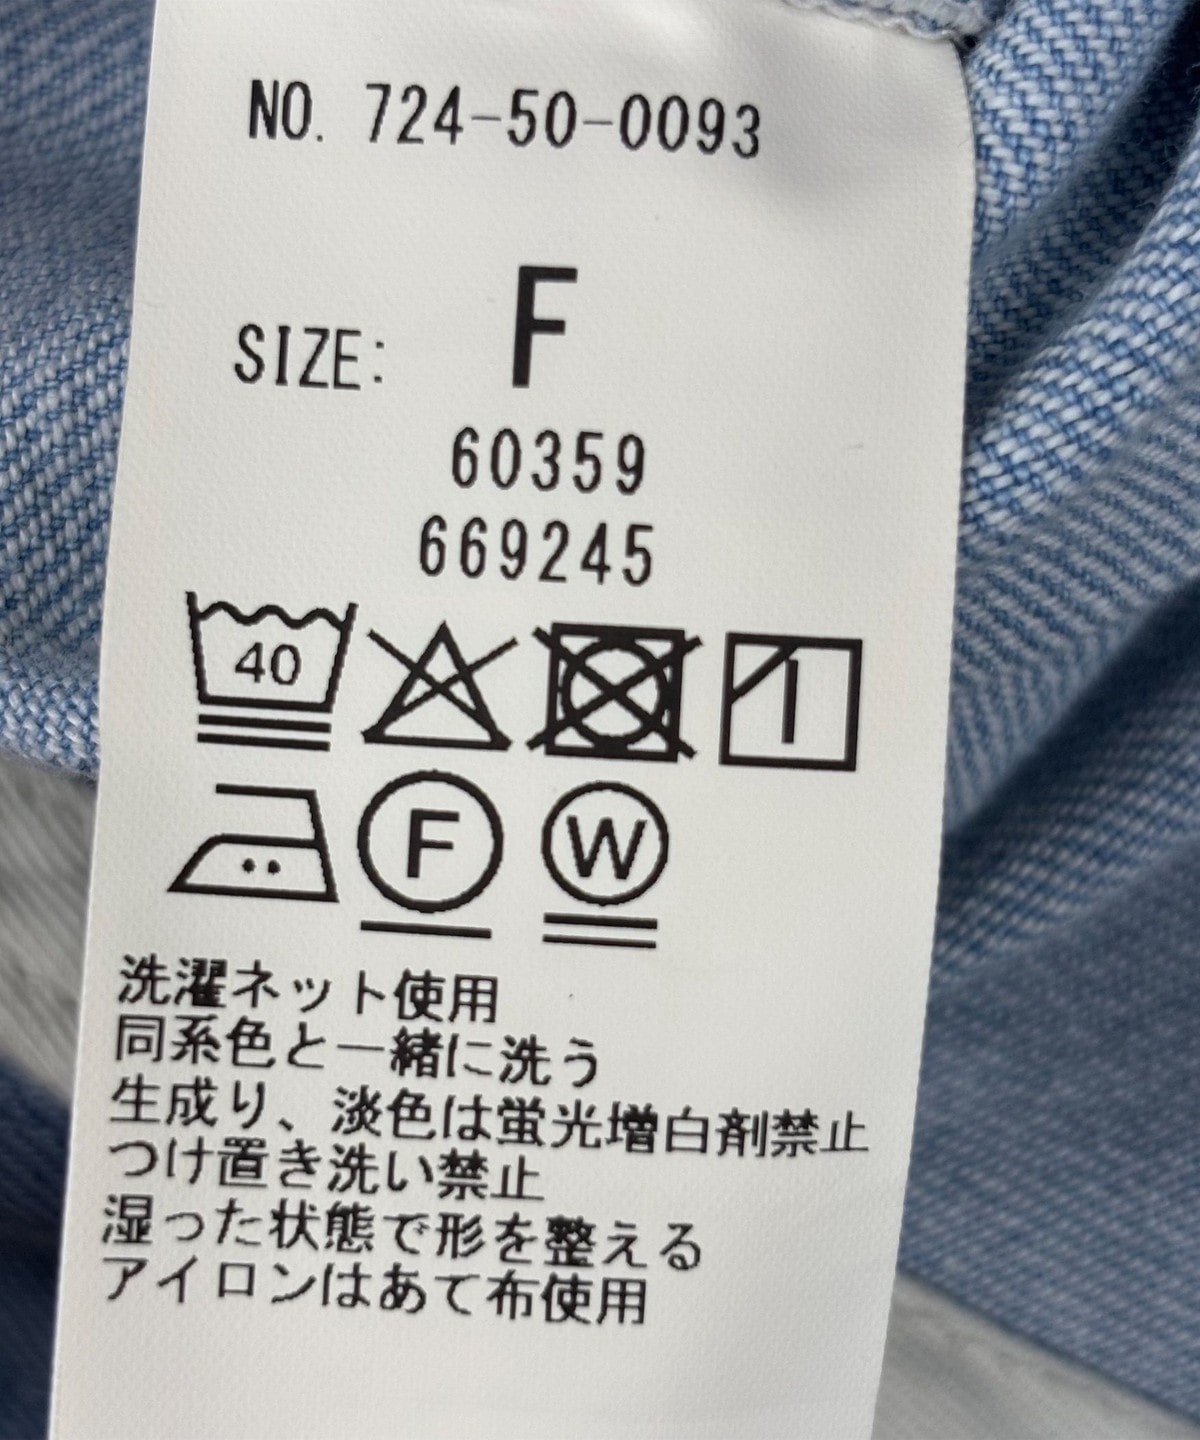 NO. 724-50-0093
SIZE: F
60359
669245
40
F W
洗濯ネット使用
同系色と一緒に洗う
生成り、淡色は蛍光増白剤禁止
つけ置き洗い禁止
湿った状態で形を整える
アイロンはあて布使用